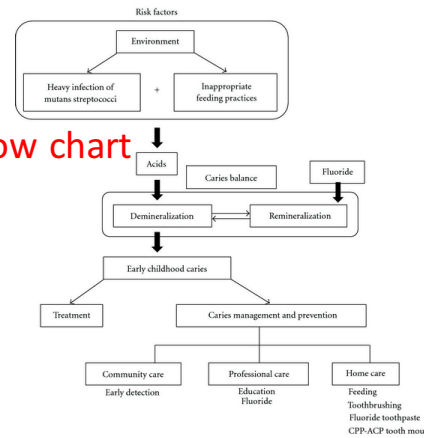 Risk factors
Environment
Heavy infection of
mutans streptococci
+
Inappropriate
feeding practices
ow chart
Acids
Caries balance
Fluoride
Demineralization
Remineralization
Early childhood caries
Treatment
Caries management and prevention
Community care
Early detection
Professional care
Education
Fluoride
Home care
Feeding
Toothbrushing
Fluoride toothpaste
CPP-ACP tooth mou